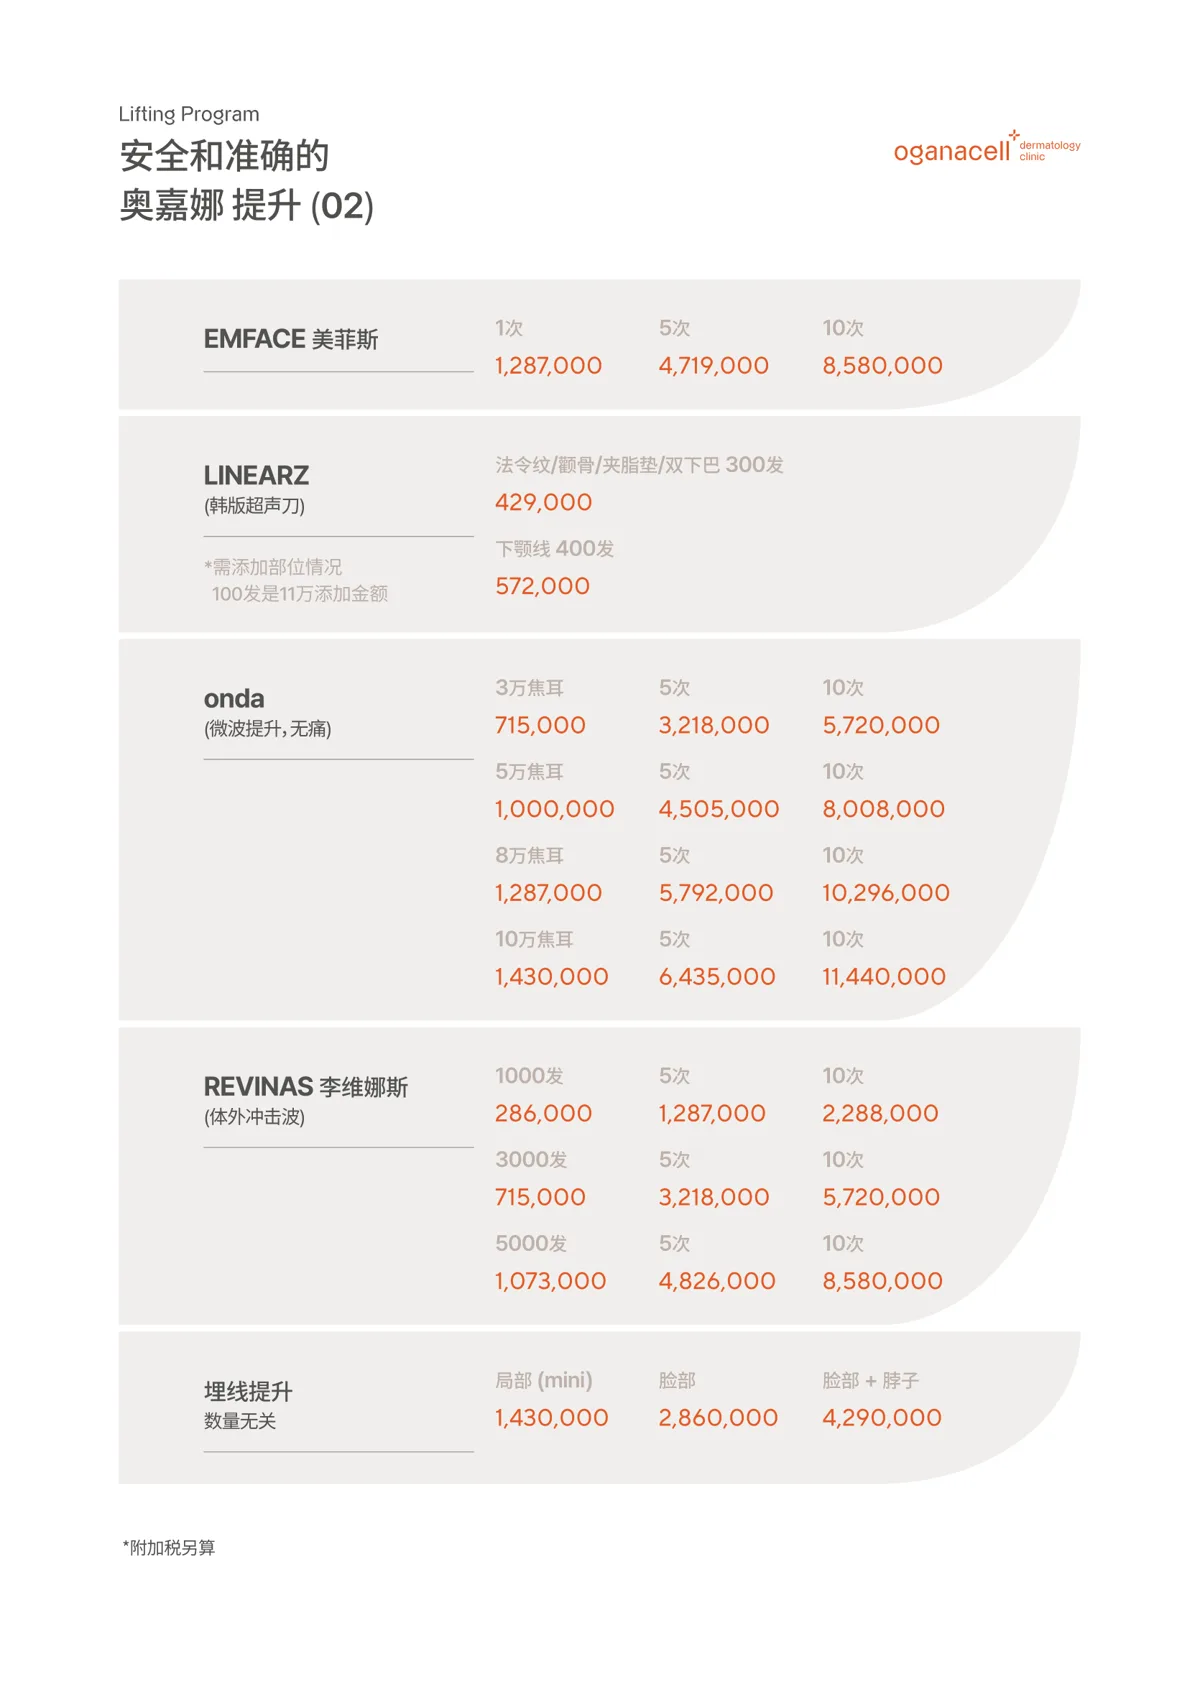 Lifting Program
安全和准确的
奥嘉娜 提升 (02)
oganacell dermatology clinic
EMFACE 美菲斯
1次 5次 10次
1,287,000 4,719,000 8,580,000
LINEARZ
(韩版超声刀)
*需添加部位情况
100发是11万添加金额
法令纹/颧骨/夹脂垫/双下巴 300发
429,000
下颚线 400发
572,000
onda
(微波提升, 无痛)
3万焦耳 5次 10次
715,000 3,218,000 5,720,000
5万焦耳 5次 10次
1,000,000 4,505,000 8,008,000
8万焦耳 5次 10次
1,287,000 5,792,000 10,296,000
10万焦耳 5次 10次
1,430,000 6,435,000 11,440,000
REVINAS 李维娜斯
(体外冲击波)
1000发 5次 10次
286,000 1,287,000 2,288,000
3000发 5次 10次
715,000 3,218,000 5,720,000
5000发 5次 10次
1,073,000 4,826,000 8,580,000
埋线提升
数量无关
局部 (mini) 脸部 脸部 + 脖子
1,430,000 2,860,000 4,290,000
*附加税另算